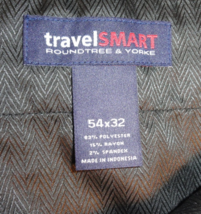 travelSMART
ROUNDTREE & YORKE
54x32
83% POLYESTER
15% RAYON
2% SPANDEX
MADE IN INDONESIA